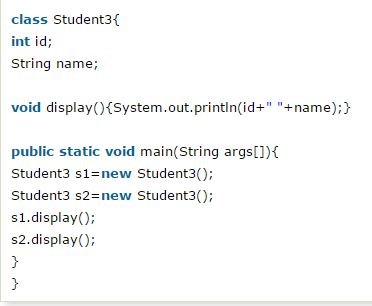 class Student3{
int id;
String name;

void display(){System.out.println(id+" "+name);}

public static void main(String args[]){
Student3 s1=new Student3();
Student3 s2=new Student3();
s1.display();
s2.display();
}
}